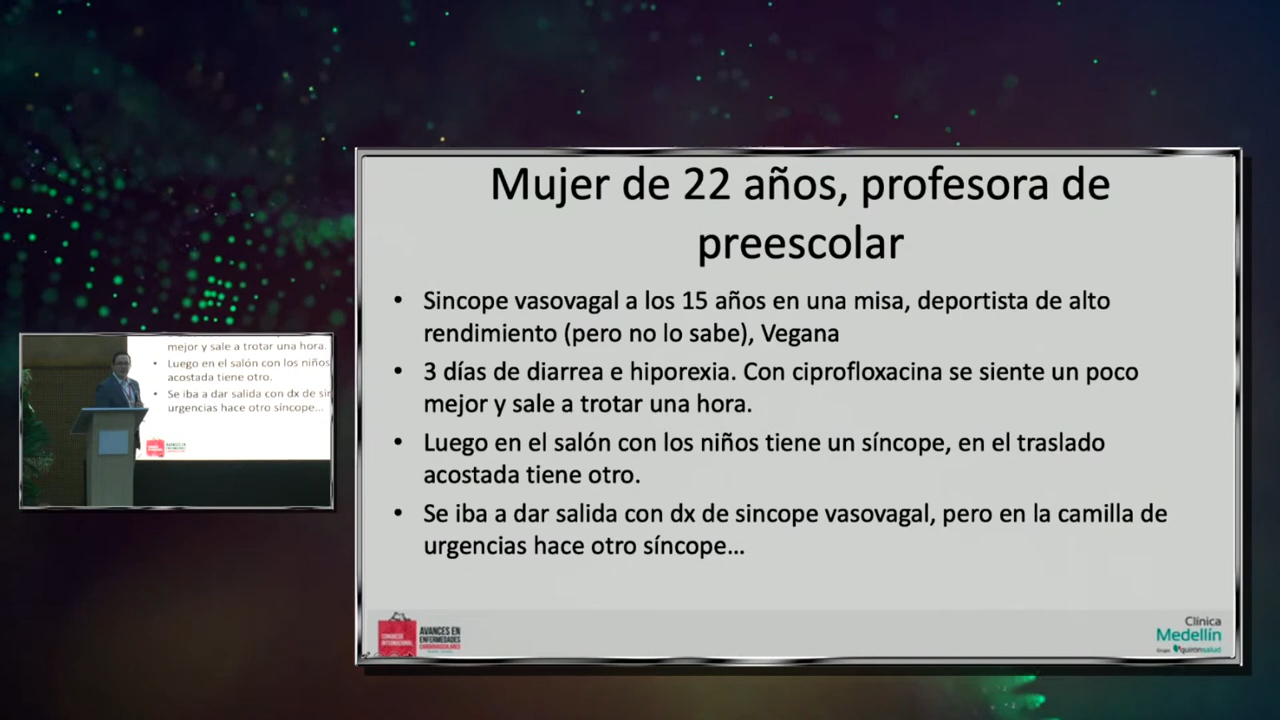 Mujer de 22 años, profesora de
preescolar
• Sincope vasovagal a los 15 años en una misa, deportista de alto
rendimiento (pero no lo sabe), Vegana
• 3 días de diarrea e hiporexia. Con ciprofloxacina se siente un poco
mejor y sale a trotar una hora.
• Luego en el salón con los niños tiene un síncope, en el traslado
acostada tiene otro.
• Se iba a dar salida con dx de sincope vasovagal, pero en la camilla de
urgencias hace otro síncope...
mejor y sale a trotar una hora.
• Luego en el salón con los niños
acostada tiene otro.
• Se iba a dar salida con dx de sin
urgencias hace otro síncope...
CONGRESO
INTERNACIONAL
AVANCES EN
ENFERMEDADES
CARDIOVASCULARES
Clínica
Medellín
Grupo quironsalud